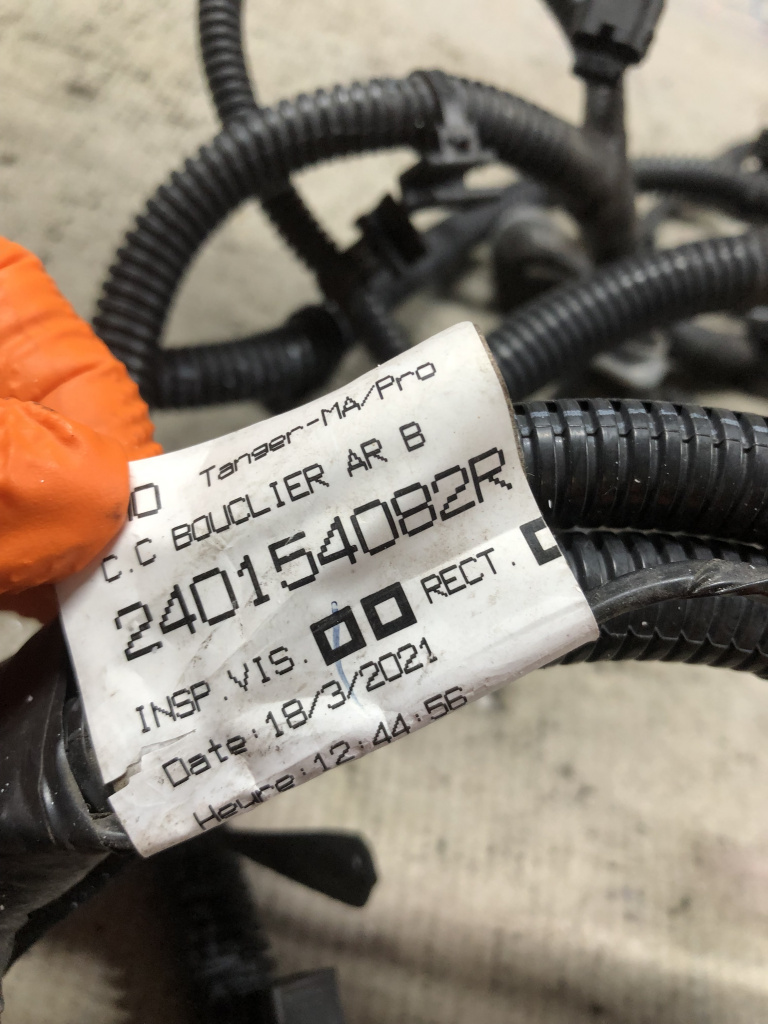 Tanger-MA/Pro
C.C BOUCLIER AR B
240154082R
INSP.VIS. RECT.
Date:18/3/2021
Heure:12:44:56